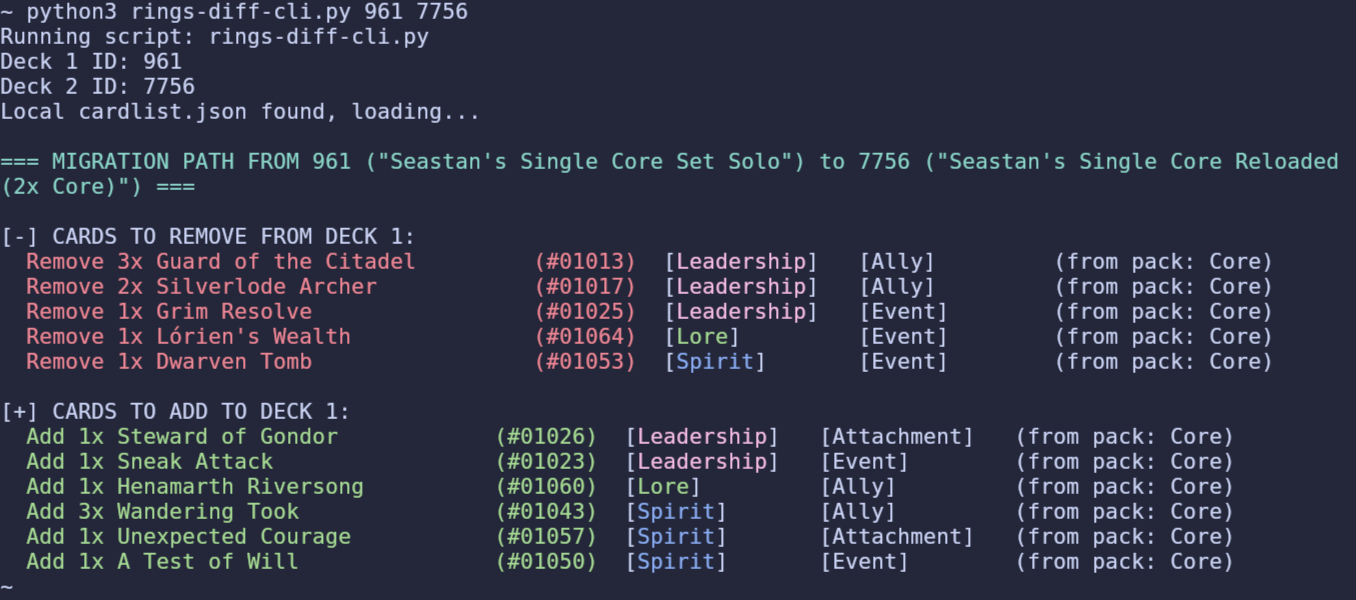 ~ python3 rings-diff-cli.py 961 7756
Running script: rings-diff-cli.py
Deck 1 ID: 961
Deck 2 ID: 7756
Local cardlist.json found, loading...
=== MIGRATION PATH FROM 961 ("Seastan's Single Core Set Solo") to 7756 ("Seastan's Single Core Reloaded
(2x Core)") ===
[-] CARDS TO REMOVE FROM DECK 1:
Remove 3x Guard of the Citadel (#01013) [Leadership] [Ally] (from pack: Core)
Remove 2x Silverlode Archer (#01017) [Leadership] [Ally] (from pack: Core)
Remove 1x Grim Resolve (#01025) [Leadership] [Event] (from pack: Core)
Remove 1x Lórien's Wealth (#01064) [Lore] [Event] (from pack: Core)
Remove 1x Dwarven Tomb (#01053) [Spirit] [Event] (from pack: Core)
[+] CARDS TO ADD TO DECK 1:
Add 1x Steward of Gondor (#01026) [Leadership] [Attachment] (from pack: Core)
Add 1x Sneak Attack (#01023) [Leadership] [Event] (from pack: Core)
Add 1x Henamarth Riversong (#01060) [Lore] [Ally] (from pack: Core)
Add 3x Wandering Took (#01043) [Spirit] [Ally] (from pack: Core)
Add 1x Unexpected Courage (#01057) [Spirit] [Attachment] (from pack: Core)
Add 1x A Test of Will (#01050) [Spirit] [Event] (from pack: Core)
~